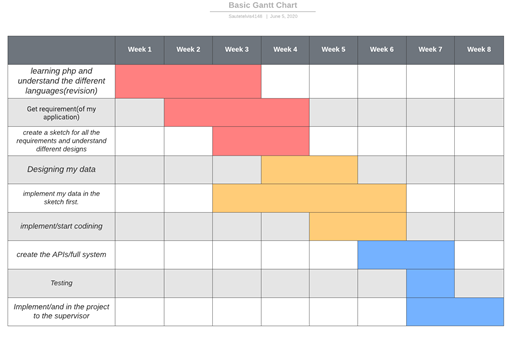 Basic Gantt Chart
June 5, 2020
Week 1 Week 2 Week 3 Week 4 Week 5 Week 6 Week 7 Week 8
learning php and
understand the different
languages(revision)
Get requirement(of my
application)
create a sketch for all the
requirements and understand
different designs
Designing my data
implement my data in the
sketch first.
implement/start codining
create the APIs/full system
Testing
Implement/and in the project
to the supervisor